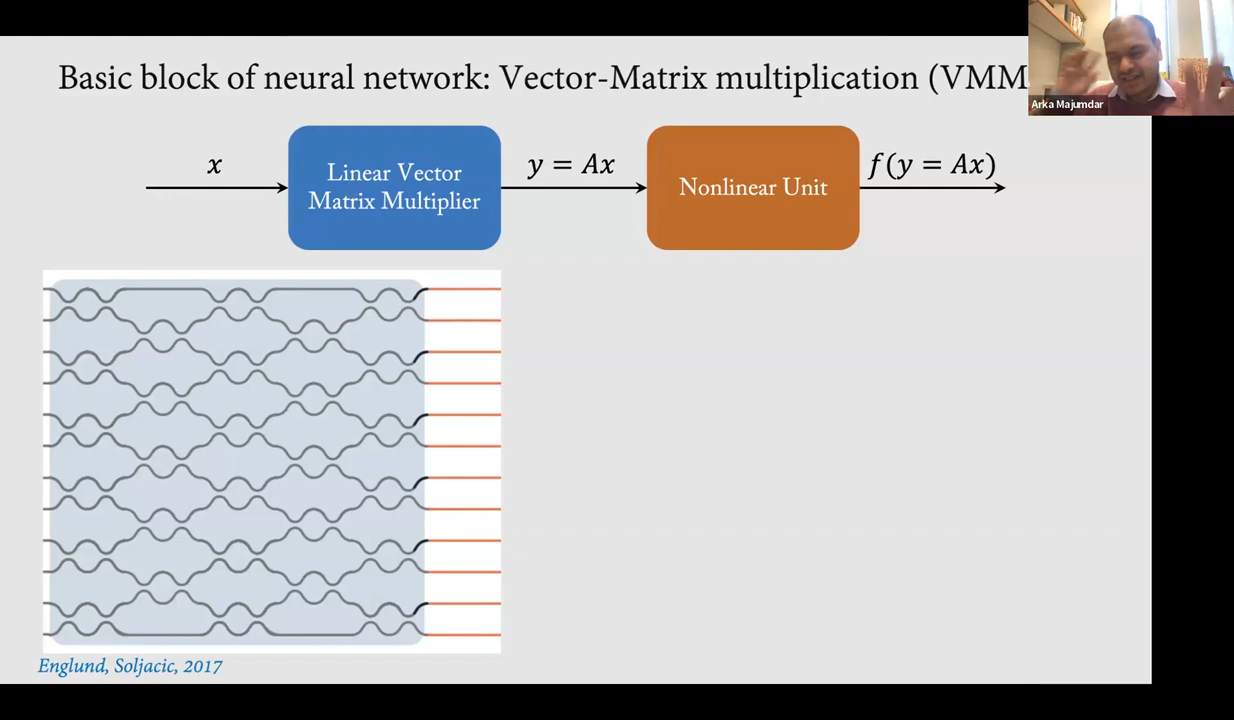 Basic block of neural network: Vector-Matrix multiplication (VMM
Arka Majumdar
x
Linear Vector
Matrix Multiplier
y = Ax
Nonlinear Unit
f(y = Ax)
Englund, Soljacic, 2017